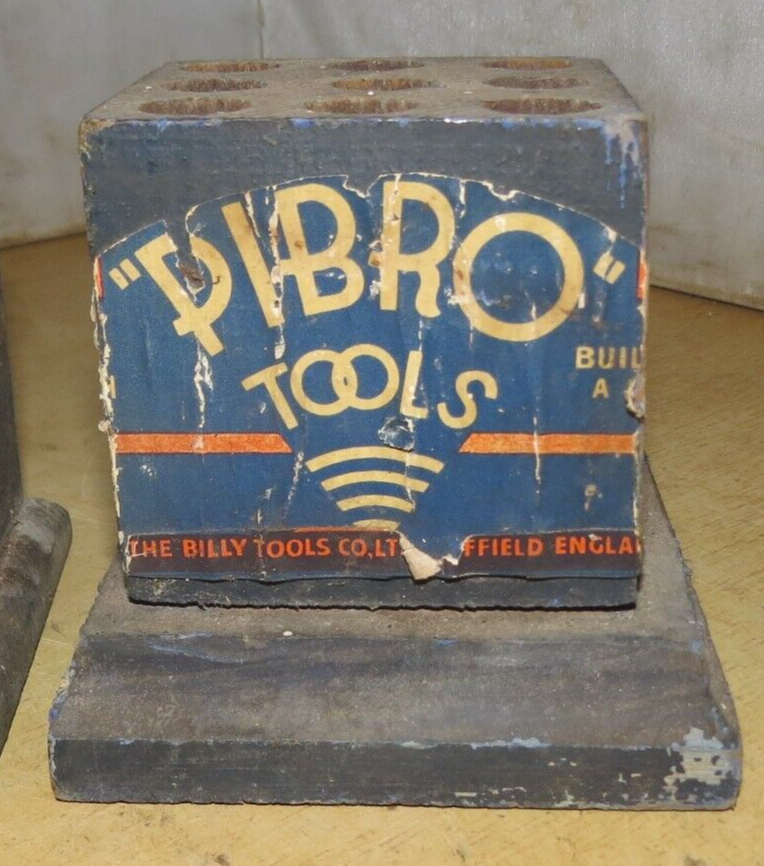 "PIBRO"
TOOLS
BUIL
A
THE BILLY TOOLS CO,LT FFIELD ENGLA